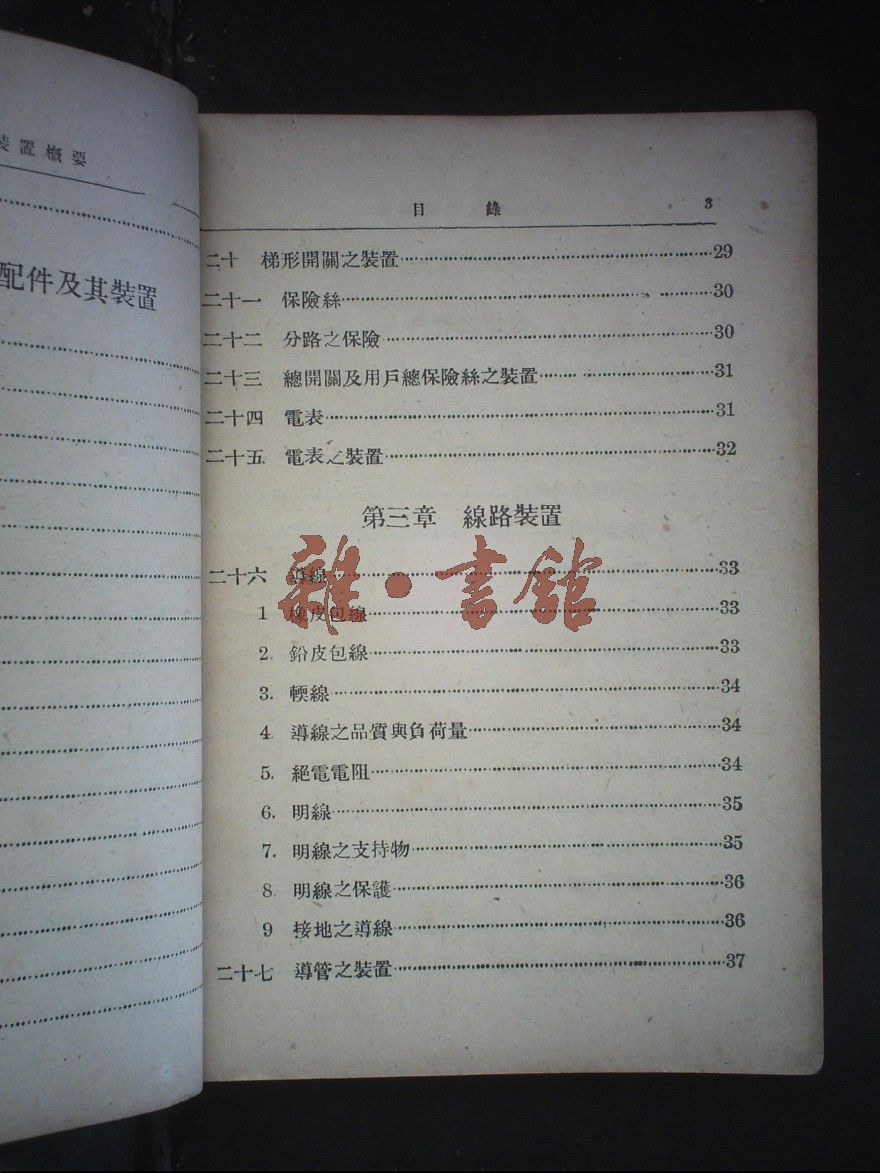 裝置概要
配件及其裝置
目 錄 3
二十 梯形開關之裝置 29
二十一 保險絲 30
二十二 分路之保險 30
二十三 總開關及用戶總保險絲之裝置 31
二十四 電表 31
二十五 電表之裝置 32
第三章 線路裝置
二十六 導線 33
1 橡皮包線 33
2. 鉛皮包線 33
3. 輭線 34
4 導線之品質與負荷量 34
5. 絕電電阻 34
6. 明線 35
7. 明線之支持物 35
8. 明線之保護 36
9 接地之導線 36
二十七 導管之裝置 37
雜·書館